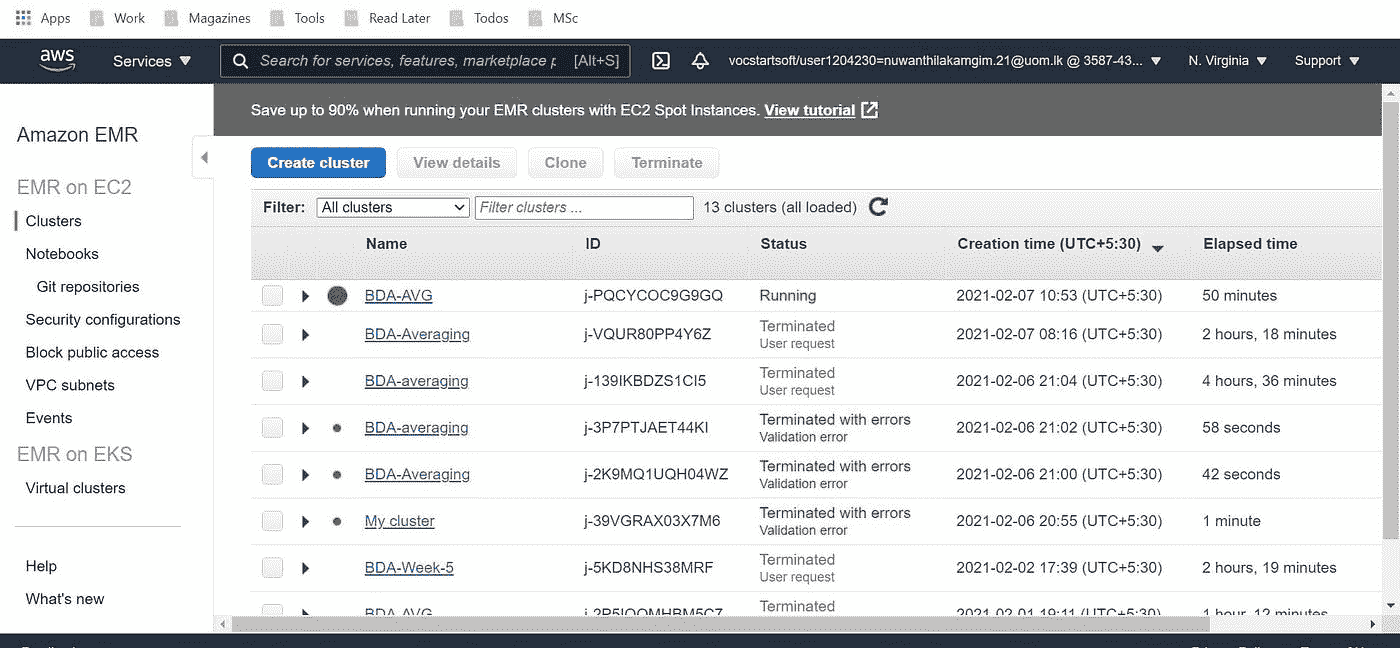 Apps Work Magazines Tools Read Later Todos MSc
aws Services Search for services, features, marketplace p [Alt+S] vocstartsoft/user1204230=nuwanthilakamgim.21@uom.lk @ 3587-43... N. Virginia Support
Save up to 90% when running your EMR clusters with EC2 Spot Instances. View tutorial
Amazon EMR
EMR on EC2
Clusters
Notebooks
Git repositories
Security configurations
Block public access
VPC subnets
Events
EMR on EKS
Virtual clusters
Help
What's new
Create cluster View details Clone Terminate
Filter: All clusters Filter clusters ... 13 clusters (all loaded)
Name ID Status Creation time (UTC+5:30) Elapsed time
BDA-AVG j-PQCYCOC9G9GQ Running 2021-02-07 10:53 (UTC+5:30) 50 minutes
BDA-Averaging j-VQUR80PP4Y6Z Terminated 2021-02-07 08:16 (UTC+5:30) 2 hours, 18 minutes
User request
BDA-averaging j-139IKBDZS1CI5 Terminated 2021-02-06 21:04 (UTC+5:30) 4 hours, 36 minutes
User request
BDA-averaging j-3P7PTJAET44KI Terminated with errors 2021-02-06 21:02 (UTC+5:30) 58 seconds
Validation error
BDA-Averaging j-2K9MQ1UQH04WZ Terminated with errors 2021-02-06 21:00 (UTC+5:30) 42 seconds
Validation error
My cluster j-39VGRAX03X7M6 Terminated with errors 2021-02-06 20:55 (UTC+5:30) 1 minute
Validation error
BDA-Week-5 j-5KD8NHS38MRF Terminated 2021-02-02 17:39 (UTC+5:30) 2 hours, 19 minutes
User request
BDA-AVG Terminated 2021-02-01 19:11 (UTC+5:30) 1 hour, 12 minutes